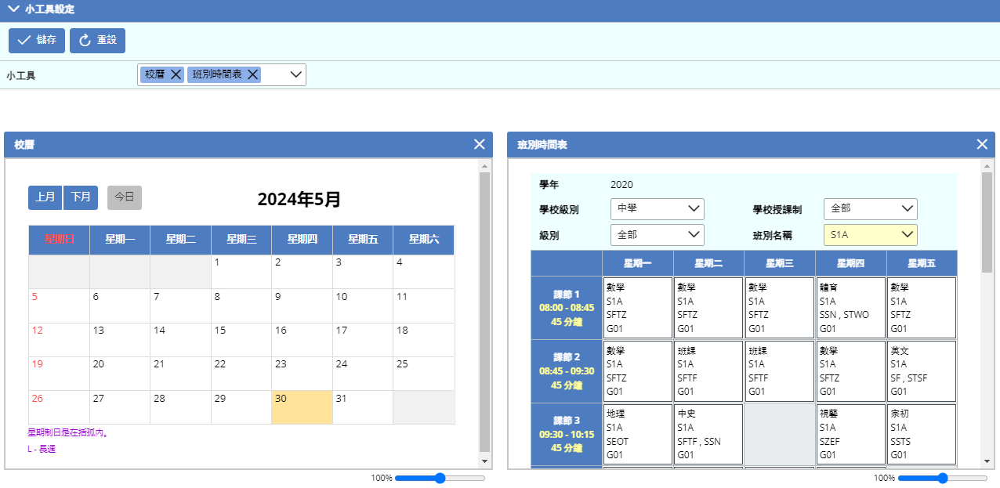 小工具設定
儲存 重設
小工具 校曆 班別時間表
校曆
上月 下月 今日 2024年5月
星期日 星期一 星期二 星期三 星期四 星期五 星期六
1 2 3 4
5 6 7 8 9 10 11
12 13 14 15 16 17 18
19 20 21 22 23 24 25
26 27 28 29 30 31
星期制日是在括孤內。
L - 長週
100%
班別時間表
學年 2020
學校級別 中學 學校授課制 全部
級別 全部 班別名稱 S1A
星期一 星期二 星期三 星期四 星期五
課節 1
08:00 - 08:45
45 分鐘
數學
S1A
SFTZ
G01
數學
S1A
SFTZ
G01
數學
S1A
SFTZ
G01
體育
S1A
SSN , STWO
G01
數學
S1A
SFTZ
G01
課節 2
08:45 - 09:30
45 分鐘
數學
S1A
SFTZ
G01
班課
S1A
SFTF
G01
班課
S1A
SFTF
G01
數學
S1A
SFTZ
G01
英文
S1A
SF , STSF
G01
課節 3
09:30 - 10:15
45 分鐘
地理
S1A
SEOT
G01
中史
S1A
SFTF , SSN
G01
視藝
S1A
SZEF
G01
宗初
S1A
SSTS
G01
100%